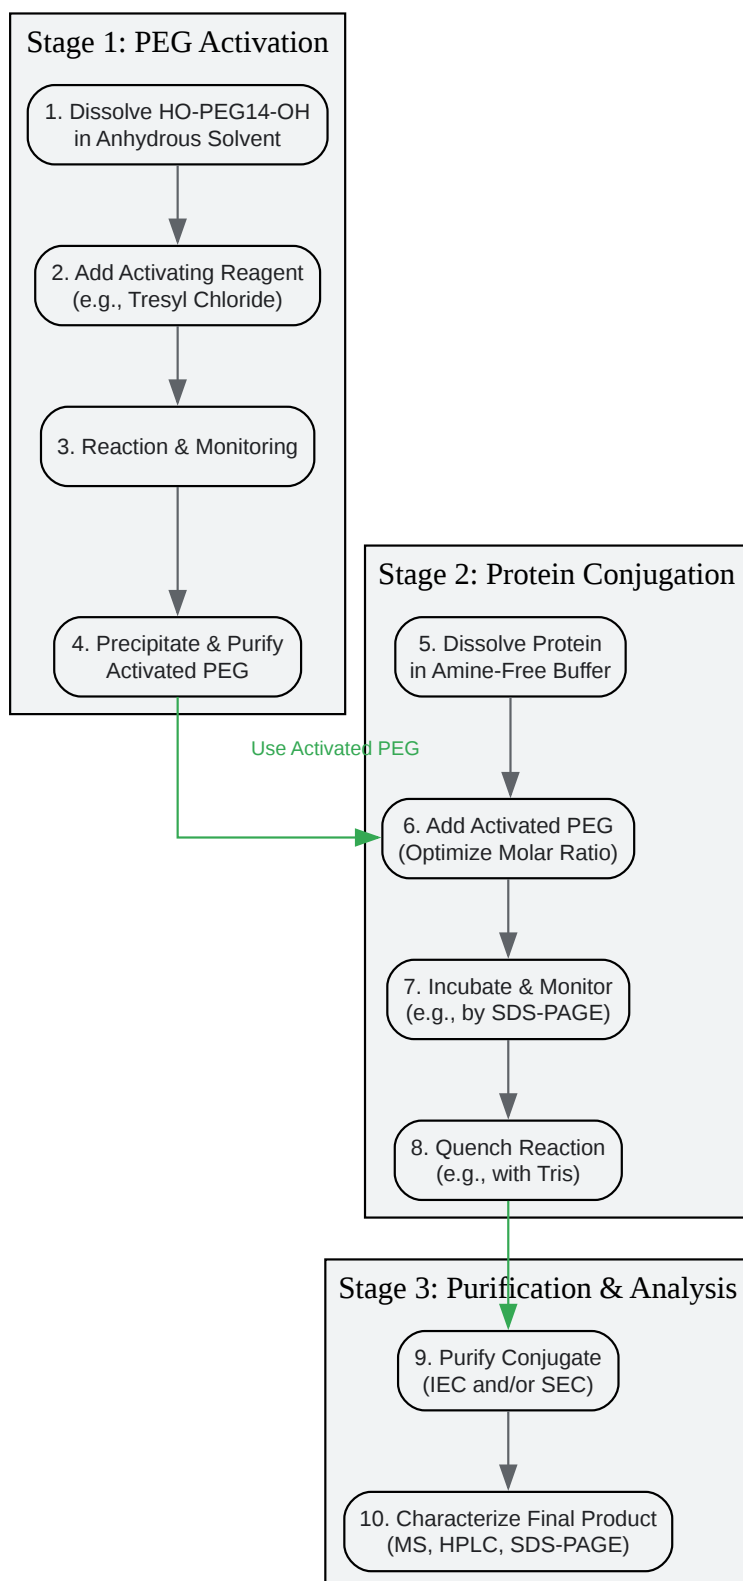 Stage 1: PEG Activation
1. Dissolve HO-PEG14-OH
in Anhydrous Solvent
2. Add Activating Reagent
(e.g., Tresyl Chloride)
3. Reaction & Monitoring
4. Precipitate & Purify
Activated PEG
Use Activated PEG
Stage 2: Protein Conjugation
5. Dissolve Protein
in Amine-Free Buffer
6. Add Activated PEG
(Optimize Molar Ratio)
7. Incubate & Monitor
(e.g., by SDS-PAGE)
8. Quench Reaction
(e.g., with Tris)
Stage 3: Purification & Analysis
9. Purify Conjugate
(IEC and/or SEC)
10. Characterize Final Product
(MS, HPLC, SDS-PAGE)